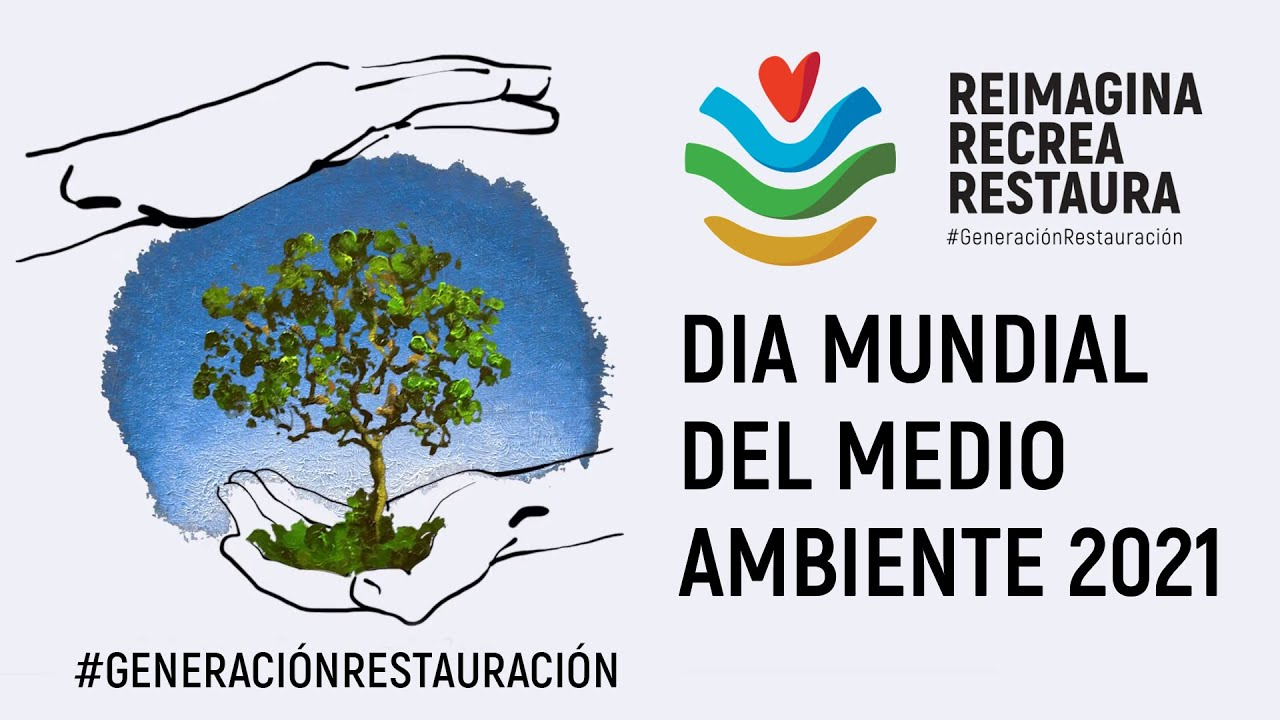 REIMAGINA
RECREA
RESTAURA
#GeneraciónRestauración
DIA MUNDIAL
DEL MEDIO
AMBIENTE 2021
#GENERACIÓNRESTAURACIÓN